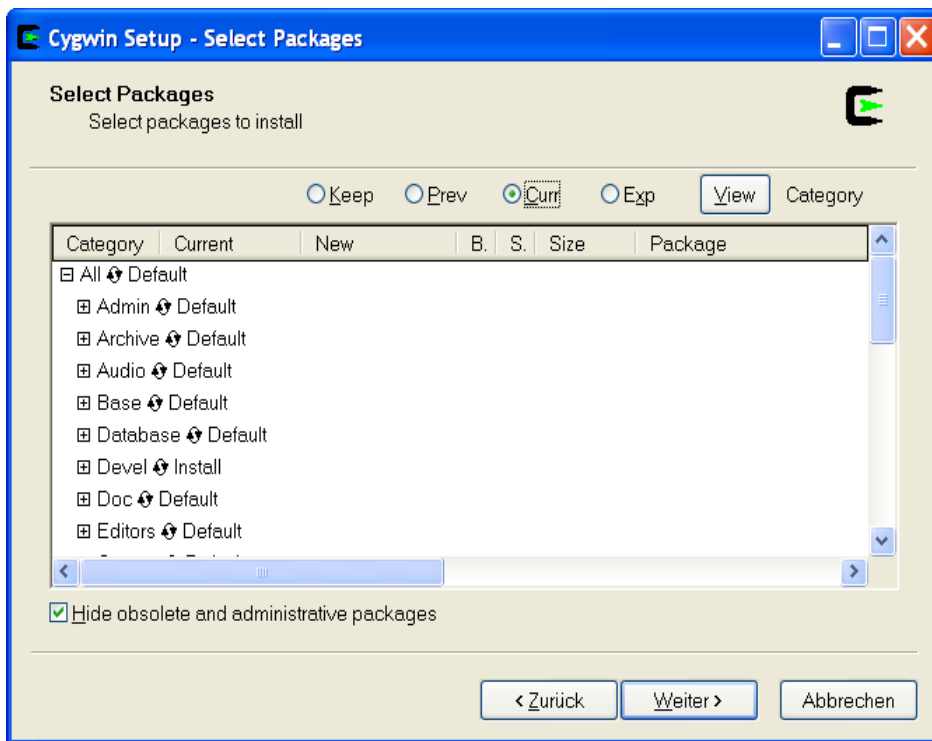 Cygwin Setup - Select Packages
Select Packages
Select packages to install
Keep Prev Curr Exp View Category
Category Current New B. S. Size Package
All Default
Admin Default
Archive Default
Audio Default
Base Default
Database Default
Devel Install
Doc Default
Editors Default
Hide obsolete and administrative packages
< Zurück Weiter > Abbrechen